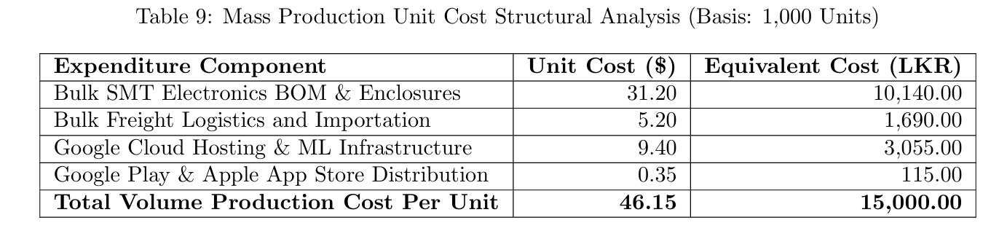 Table 9: Mass Production Unit Cost Structural Analysis (Basis: 1,000 Units)
Expenditure Component Unit Cost ($) Equivalent Cost (LKR)
Bulk SMT Electronics BOM & Enclosures 31.20 10,140.00
Bulk Freight Logistics and Importation 5.20 1,690.00
Google Cloud Hosting & ML Infrastructure 9.40 3,055.00
Google Play & Apple App Store Distribution 0.35 115.00
Total Volume Production Cost Per Unit 46.15 15,000.00